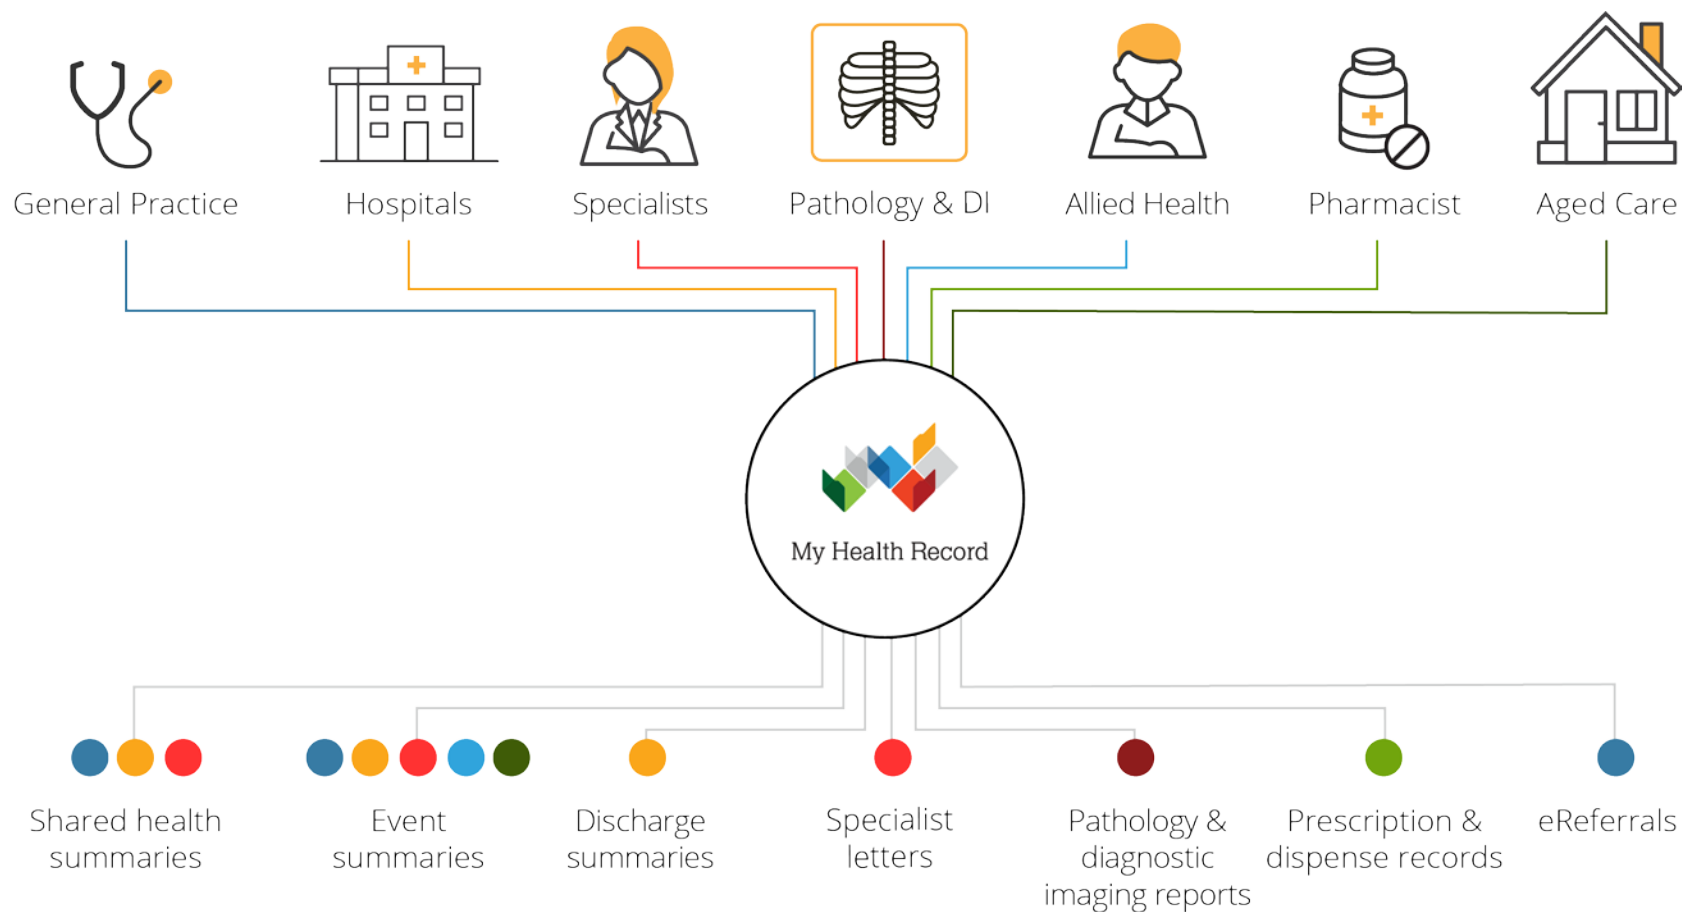 General Practice
Hospitals
Specialists
Pathology & DI
Allied Health
Pharmacist
Aged Care
My Health Record
Shared health
summaries
Event
summaries
Discharge
summaries
Specialist
letters
Pathology &
diagnostic
imaging reports
Prescription &
dispense records
eReferrals